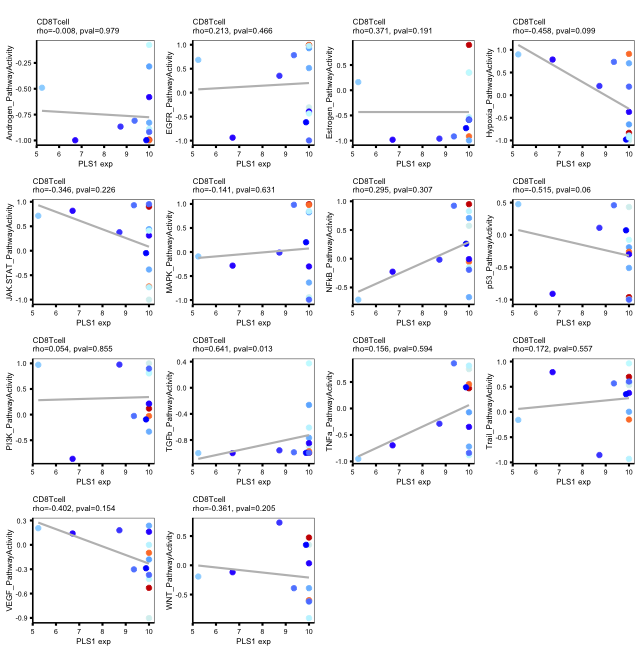 CD8Tcell
rho=-0.008, pval=0.979
Androgen_PathwayActivity
-0.25
-0.50
-0.75
-1.00
5 6 7 8 9 10
PLS1 exp
CD8Tcell
rho=0.213, pval=0.466
EGFR_PathwayActivity
1.0
0.5
0.0
-0.5
-1.0
5 6 7 8 9 10
PLS1 exp
CD8Tcell
rho=0.371, pval=0.191
Estrogen_PathwayActivity
1.0
0.5
0.0
-0.5
-1.0
5 6 7 8 9 10
PLS1 exp
CD8Tcell
rho=-0.458, pval=0.099
Hypoxia_PathwayActivity
1.0
0.5
0.0
-0.5
-1.0
5 6 7 8 9 10
PLS1 exp
CD8Tcell
rho=-0.346, pval=0.226
JAK.STAT_PathwayActivity
1.0
0.5
0.0
-0.5
-1.0
5 6 7 8 9 10
PLS1 exp
CD8Tcell
rho=-0.141, pval=0.631
MAPK_PathwayActivity
1.0
0.5
0.0
-0.5
-1.0
5 6 7 8 9 10
PLS1 exp
CD8Tcell
rho=0.295, pval=0.307
NFkB_PathwayActivity
1.0
0.5
0.0
-0.5
5 6 7 8 9 10
PLS1 exp
CD8Tcell
rho=-0.515, pval=0.06
p53_PathwayActivity
0.5
0.0
-0.5
-1.0
5 6 7 8 9 10
PLS1 exp
CD8Tcell
rho=0.054, pval=0.855
PI3K_PathwayActivity
1.0
0.5
0.0
-0.5
5 6 7 8 9 10
PLS1 exp
CD8Tcell
rho=0.641, pval=0.013
TGFb_PathwayActivity
0.4
0.0
-0.4
-0.8
5 6 7 8 9 10
PLS1 exp
CD8Tcell
rho=0.156, pval=0.594
TNFa_PathwayActivity
0.5
0.0
-0.5
-1.0
5 6 7 8 9 10
PLS1 exp
CD8Tcell
rho=0.172, pval=0.557
Trail_PathwayActivity
1.0
0.5
0.0
-0.5
-1.0
5 6 7 8 9 10
PLS1 exp
CD8Tcell
rho=-0.402, pval=0.154
VEGF_PathwayActivity
0.3
0.0
-0.3
-0.6
-0.9
5 6 7 8 9 10
PLS1 exp
CD8Tcell
rho=-0.361, pval=0.205
WNT_PathwayActivity
0.5
0.0
-0.5
5 6 7 8 9 10
PLS1 exp